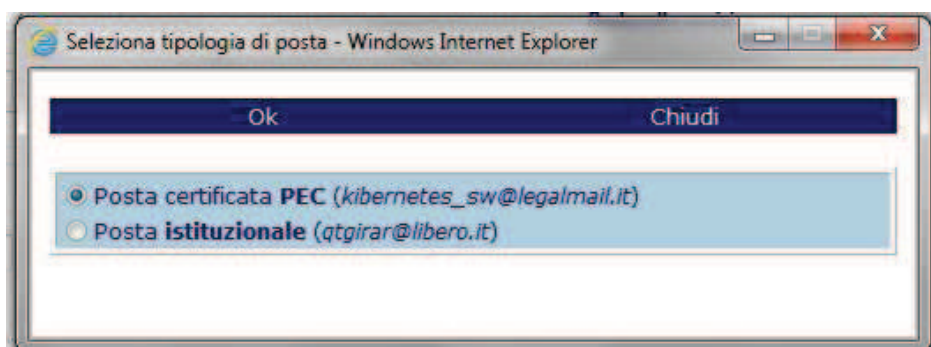 Seleziona tipologia di posta - Windows Internet Explorer
Ok Chiudi
Posta certificata PEC (kibernetes_sw@legalmail.it)
Posta istituzionale (qtgirar@libero.it)